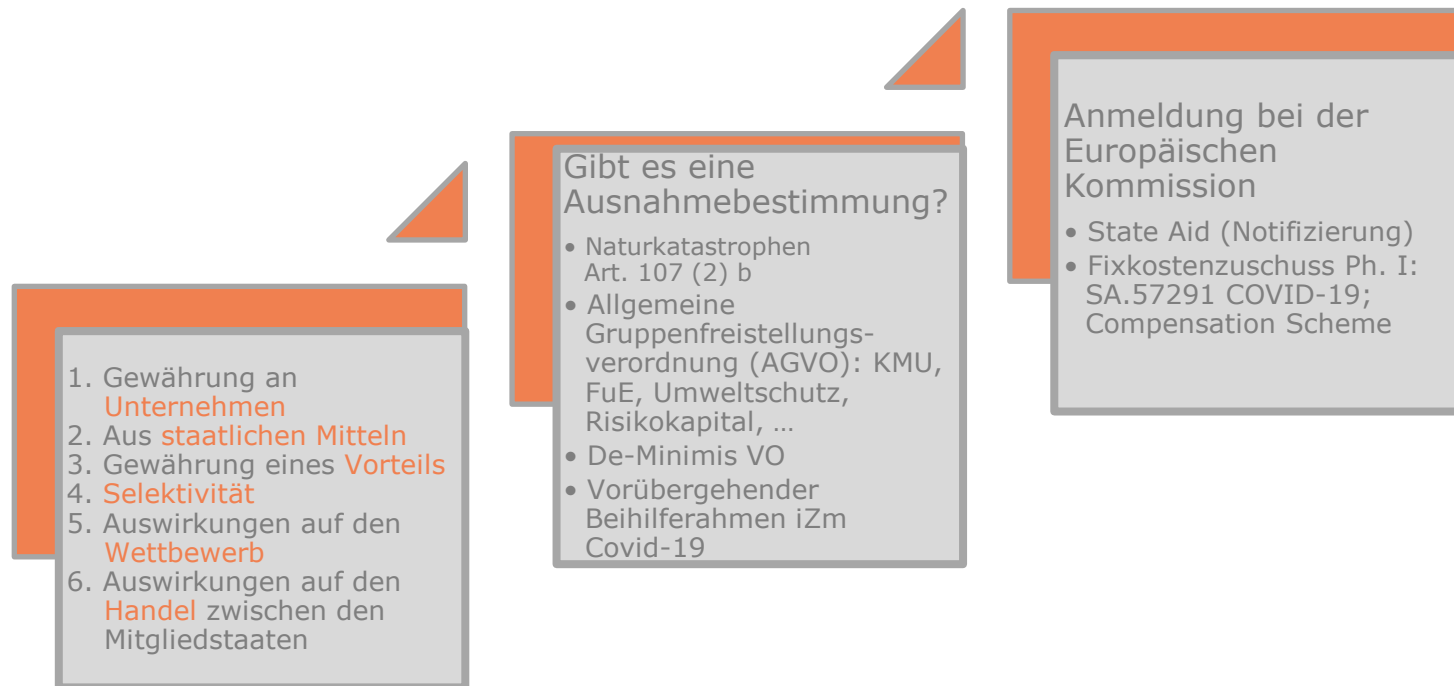 1. Gewährung an
Unternehmen
2. Aus staatlichen Mitteln
3. Gewährung eines Vorteils
4. Selektivität
5. Auswirkungen auf den
Wettbewerb
6. Auswirkungen auf den
Handel zwischen den
Mitgliedstaaten
Gibt es eine
Ausnahmebestimmung?
• Naturkatastrophen
Art. 107 (2) b
• Allgemeine
Gruppenfreistellungs-
verordnung (AGVO): KMU,
FuE, Umweltschutz,
Risikokapital, …
• De-Minimis VO
• Vorübergehender
Beihilferahmen iZm
Covid-19
Anmeldung bei der
Europäischen
Kommission
• State Aid (Notifizierung)
• Fixkostenzuschuss Ph. I:
SA.57291 COVID-19;
Compensation Scheme